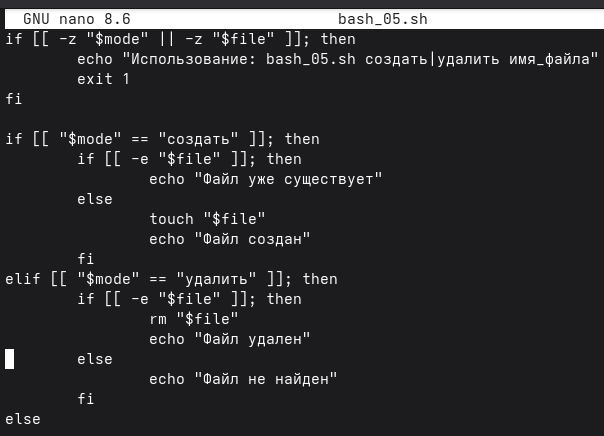 GNU nano 8.6 bash_05.sh
if [[ -z "$mode" || -z "$file" ]]; then
        echo "Использование: bash_05.sh создать|удалить имя_файла"
        exit 1
fi

if [[ "$mode" == "создать" ]]; then
        if [[ -e "$file" ]]; then
                echo "Файл уже существует"
        else
                touch "$file"
                echo "Файл создан"
        fi
elif [[ "$mode" == "удалить" ]]; then
        if [[ -e "$file" ]]; then
                rm "$file"
                echo "Файл удален"
        else
                echo "Файл не найден"
        fi
else